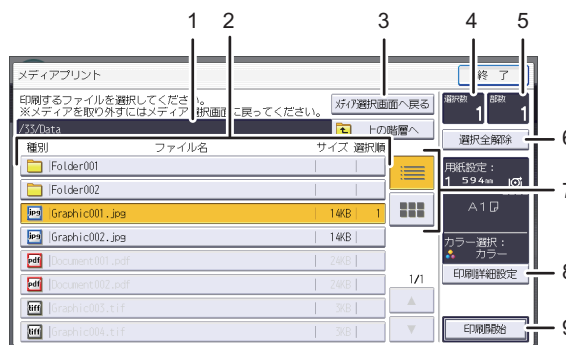 1 2 3 4 5
メディアプリント
終 了
印刷するファイルを選択してください。
※メディアを取り外すにはメディア選択画面に戻ってください。
ﾒﾃﾞｨｱ選択画面へ戻る
選択数 1
部数 1
/33/Data
上の階層へ
選択全解除
6
種別 ファイル名 サイズ 選択順
Folder001
Folder002
jpg Graphic001.jpg 14KB 1
jpg Graphic002.jpg 14KB
pdf Document001.pdf 24KB
pdf Document002.pdf 24KB
tiff Graphic003.tif 3KB
tiff Graphic004.tif 3KB
7
1/1
用紙設定：
1 594mm
A1
カラー選択：
カラー
印刷詳細設定
8
印刷開始
9